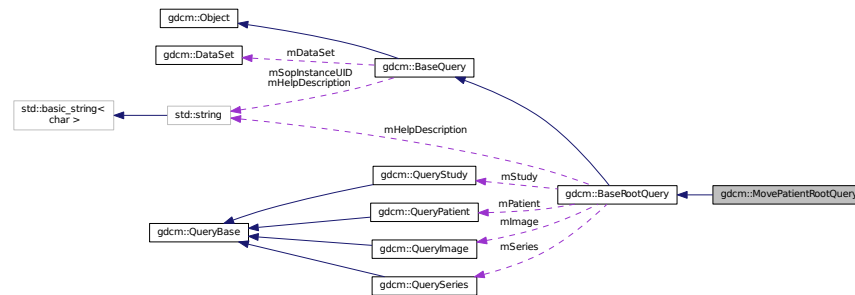 gdcm::Object
gdcm::DataSet
mDataSet
gdcm::BaseQuery
mSopInstanceUID
mHelpDescription
std::basic_string<
char >
std::string
mHelpDescription
gdcm::QueryStudy
mStudy
gdcm::BaseRootQuery
gdcm::MovePatientRootQuery
gdcm::QueryPatient
mPatient
gdcm::QueryBase
mImage
gdcm::QueryImage
mSeries
gdcm::QuerySeries